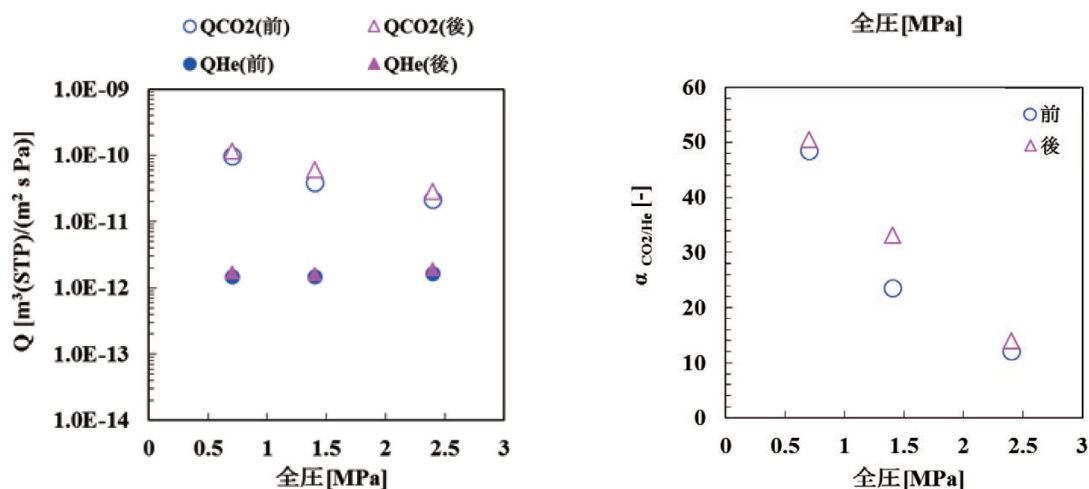 QCO2(前) QCO2(後)
QHe(前) QHe(後)
1.0E-09
1.0E-10
1.0E-11
1.0E-12
1.0E-13
1.0E-14
Q [m³(STP)/(m² s Pa)]
0 0.5 1 1.5 2 2.5 3
全圧[MPa]
全圧[MPa]
60
50
40
30
20
10
0
α CO2/He [-]
前
後
0 0.5 1 1.5 2 2.5 3
全圧[MPa]